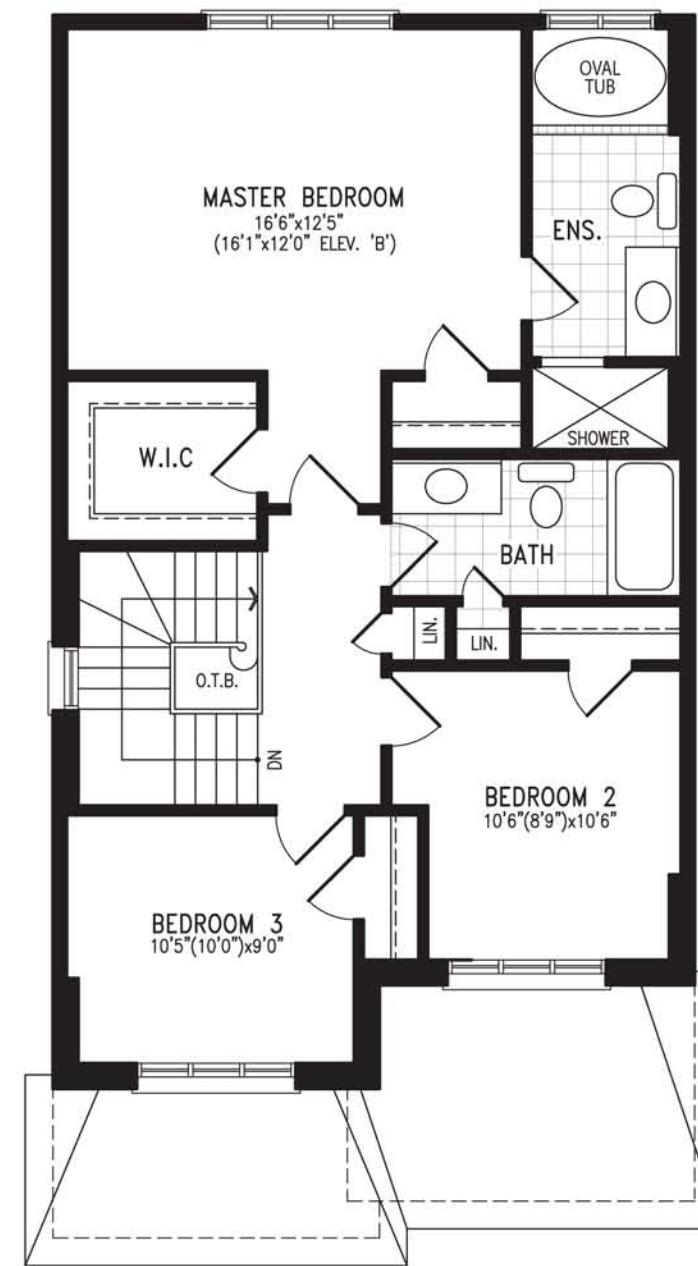 OVAL
TUB
MASTER BEDROOM
16'6"x12'5"
(16'1"x12'0" ELEV. 'B')
ENS.
SHOWER
W.I.C
BATH
LIN.
LIN.
O.T.B.
DN
BEDROOM 2
10'6"(8'9")x10'6"
BEDROOM 3
10'5"(10'0")x9'0"